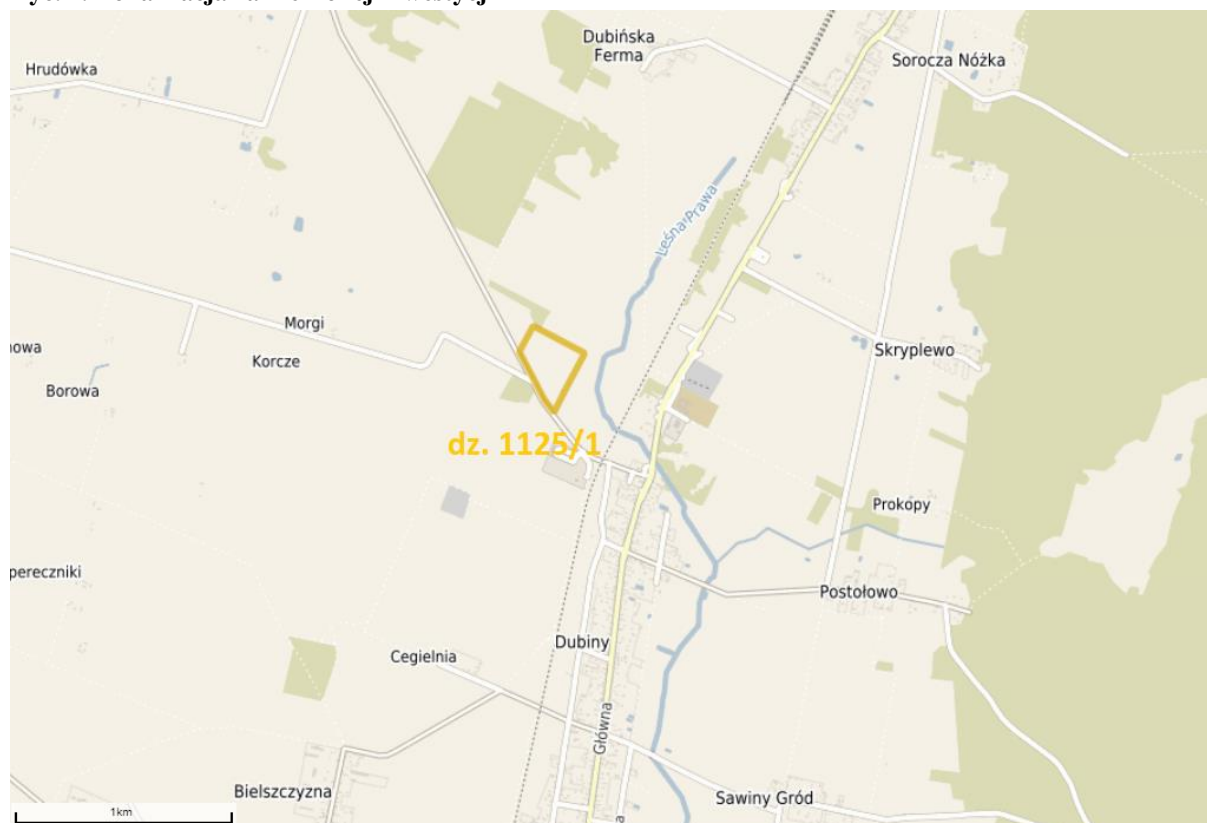 Dubińska
Ferma
Hrudówka
Sorocza Nóżka
Leśna Prawa
Morgi
Skryplewo
Korcze
Borowa
dz. 1125/1
Prokopy
Postołowo
Dubiny
Cegielnia
Główna
Bielszczyzna
Sawiny Gród
1km